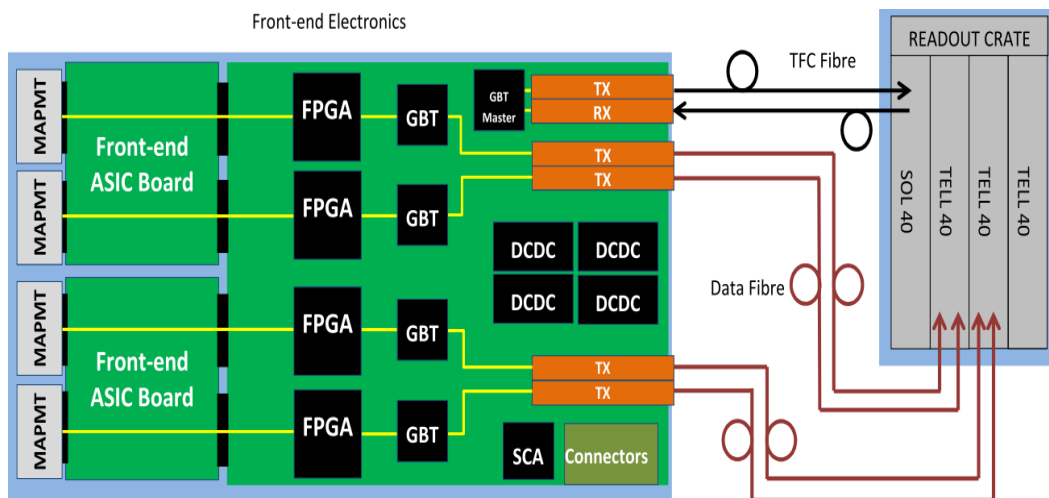 Front-end Electronics
READOUT CRATE
TFC Fibre
MAPMT
Front-end
ASIC Board
FPGA
GBT
GBT
Master
TX
RX
TX
TX
MAPMT
FPGA
GBT
SOL 40
TELL 40
TELL 40
TELL 40
DCDC
DCDC
DCDC
DCDC
Data Fibre
MAPMT
Front-end
ASIC Board
FPGA
GBT
TX
TX
MAPMT
FPGA
GBT
SCA
Connectors